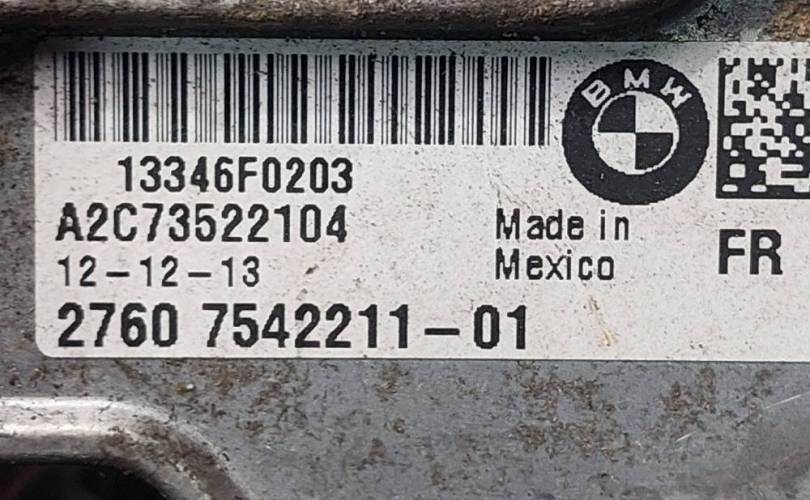 13346F0203
BMW
A2C73522104
Made in
Mexico
12-12-13
FR
2760 7542211-01